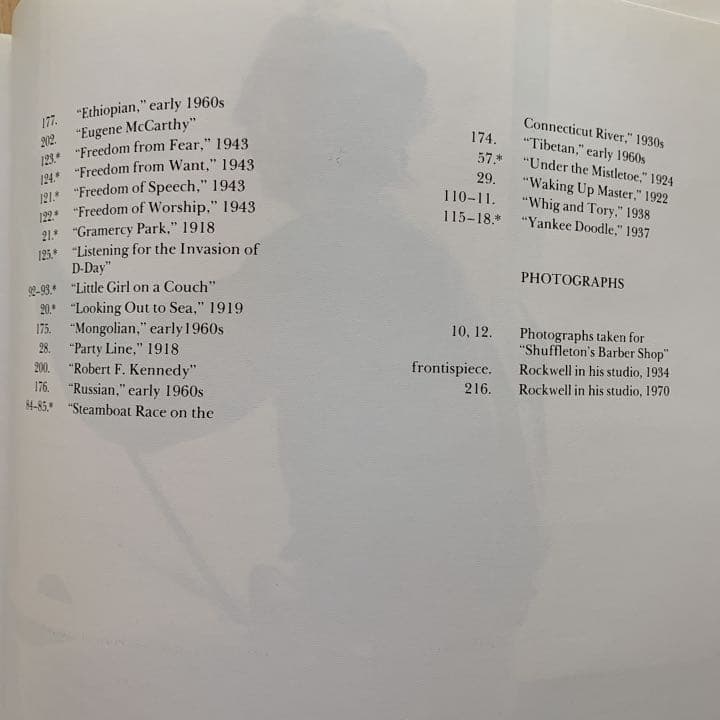 177. "Ethiopian," early 1960s
202. "Eugene McCarthy"
123.* "Freedom from Fear," 1943
124.* "Freedom from Want," 1943
121.* "Freedom of Speech," 1943
122.* "Freedom of Worship," 1943
21.* "Gramercy Park," 1918
125.* "Listening for the Invasion of
D-Day"
92–93.* "Little Girl on a Couch"
20.* "Looking Out to Sea," 1919
175. "Mongolian," early 1960s
28. "Party Line," 1918
200. "Robert F. Kennedy"
176. "Russian," early 1960s
84–85.* "Steamboat Race on the
Connecticut River," 1930s
174. "Tibetan," early 1960s
57.* "Under the Mistletoe," 1924
29. "Waking Up Master," 1922
110–11. "Whig and Tory," 1938
115–18.* "Yankee Doodle," 1937
PHOTOGRAPHS
10, 12. Photographs taken for
"Shuffleton's Barber Shop"
frontispiece. Rockwell in his studio, 1934
216. Rockwell in his studio, 1970